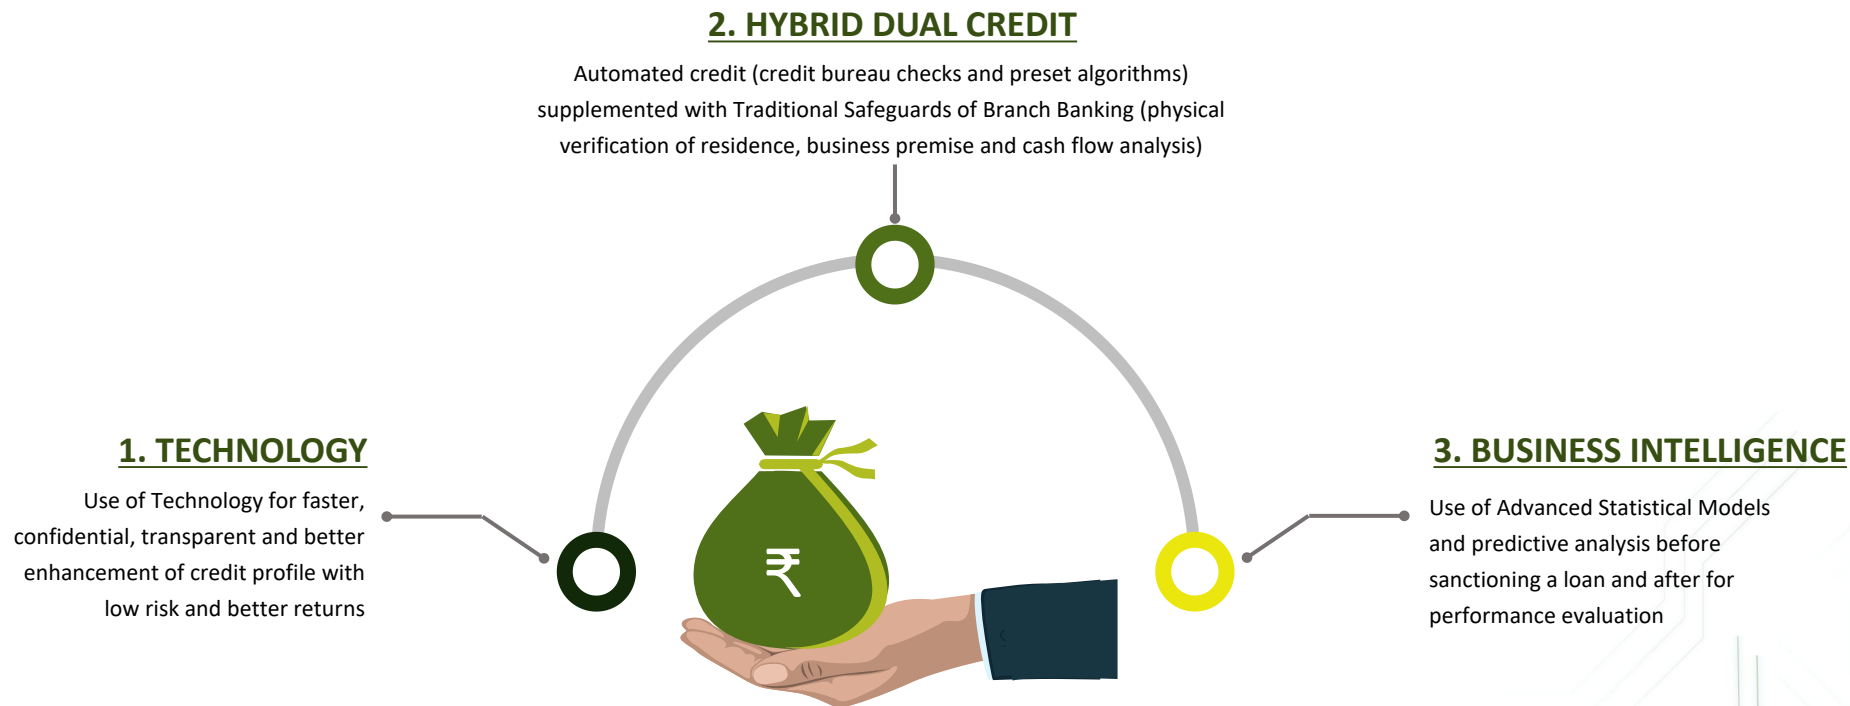 2. HYBRID DUAL CREDIT
Automated credit (credit bureau checks and preset algorithms)
supplemented with Traditional Safeguards of Branch Banking (physical
verification of residence, business premise and cash flow analysis)
1. TECHNOLOGY
Use of Technology for faster,
confidential, transparent and better
enhancement of credit profile with
low risk and better returns
₹
3. BUSINESS INTELLIGENCE
Use of Advanced Statistical Models
and predictive analysis before
sanctioning a loan and after for
performance evaluation